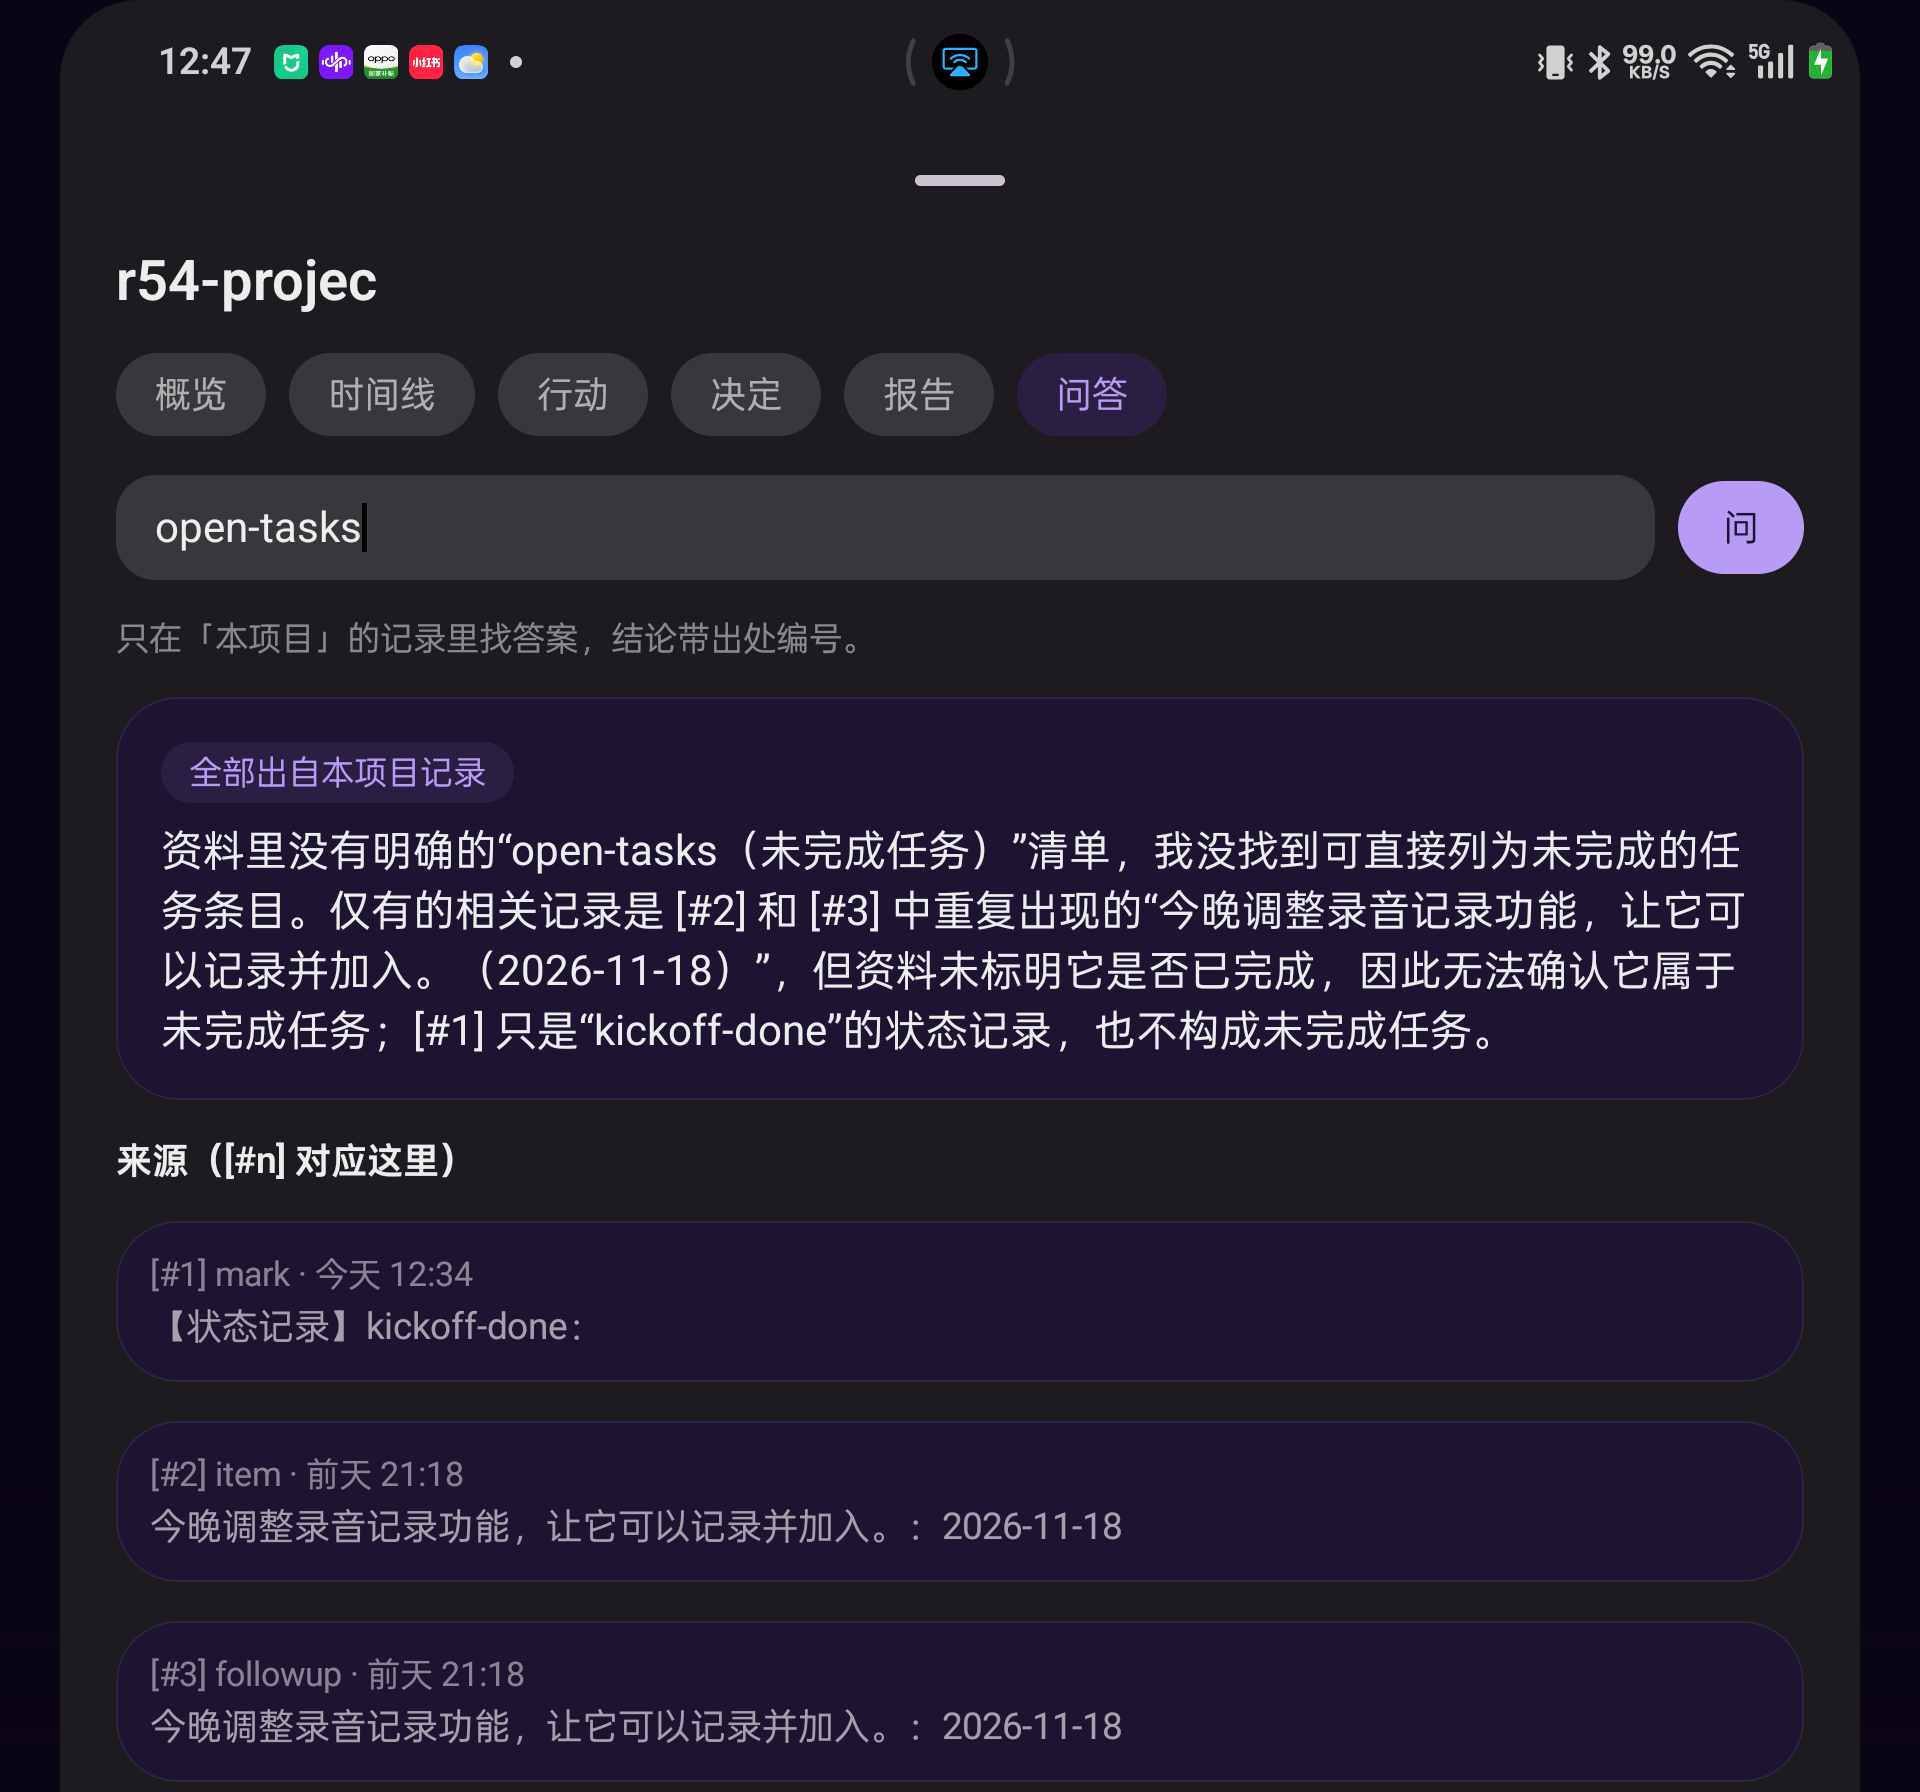 12:47
oppo
国家补贴
小红书
99.0
KB/S
5G
r54-projec
概览 时间线 行动 决定 报告 问答
open-tasks 问
只在「本项目」的记录里找答案，结论带出处编号。
全部出自本项目记录
资料里没有明确的“open-tasks（未完成任务）”清单，我没找到可直接列为未完成的任
务条目。仅有的相关记录是 [#2] 和 [#3] 中重复出现的“今晚调整录音记录功能，让它可
以记录并加入。（2026-11-18）”，但资料未标明它是否已完成，因此无法确认它属于
未完成任务；[#1] 只是“kickoff-done”的状态记录，也不构成未完成任务。
来源（[#n] 对应这里）
[#1] mark · 今天 12:34
【状态记录】kickoff-done：
[#2] item · 前天 21:18
今晚调整录音记录功能，让它可以记录并加入。：2026-11-18
[#3] followup · 前天 21:18
今晚调整录音记录功能，让它可以记录并加入。：2026-11-18